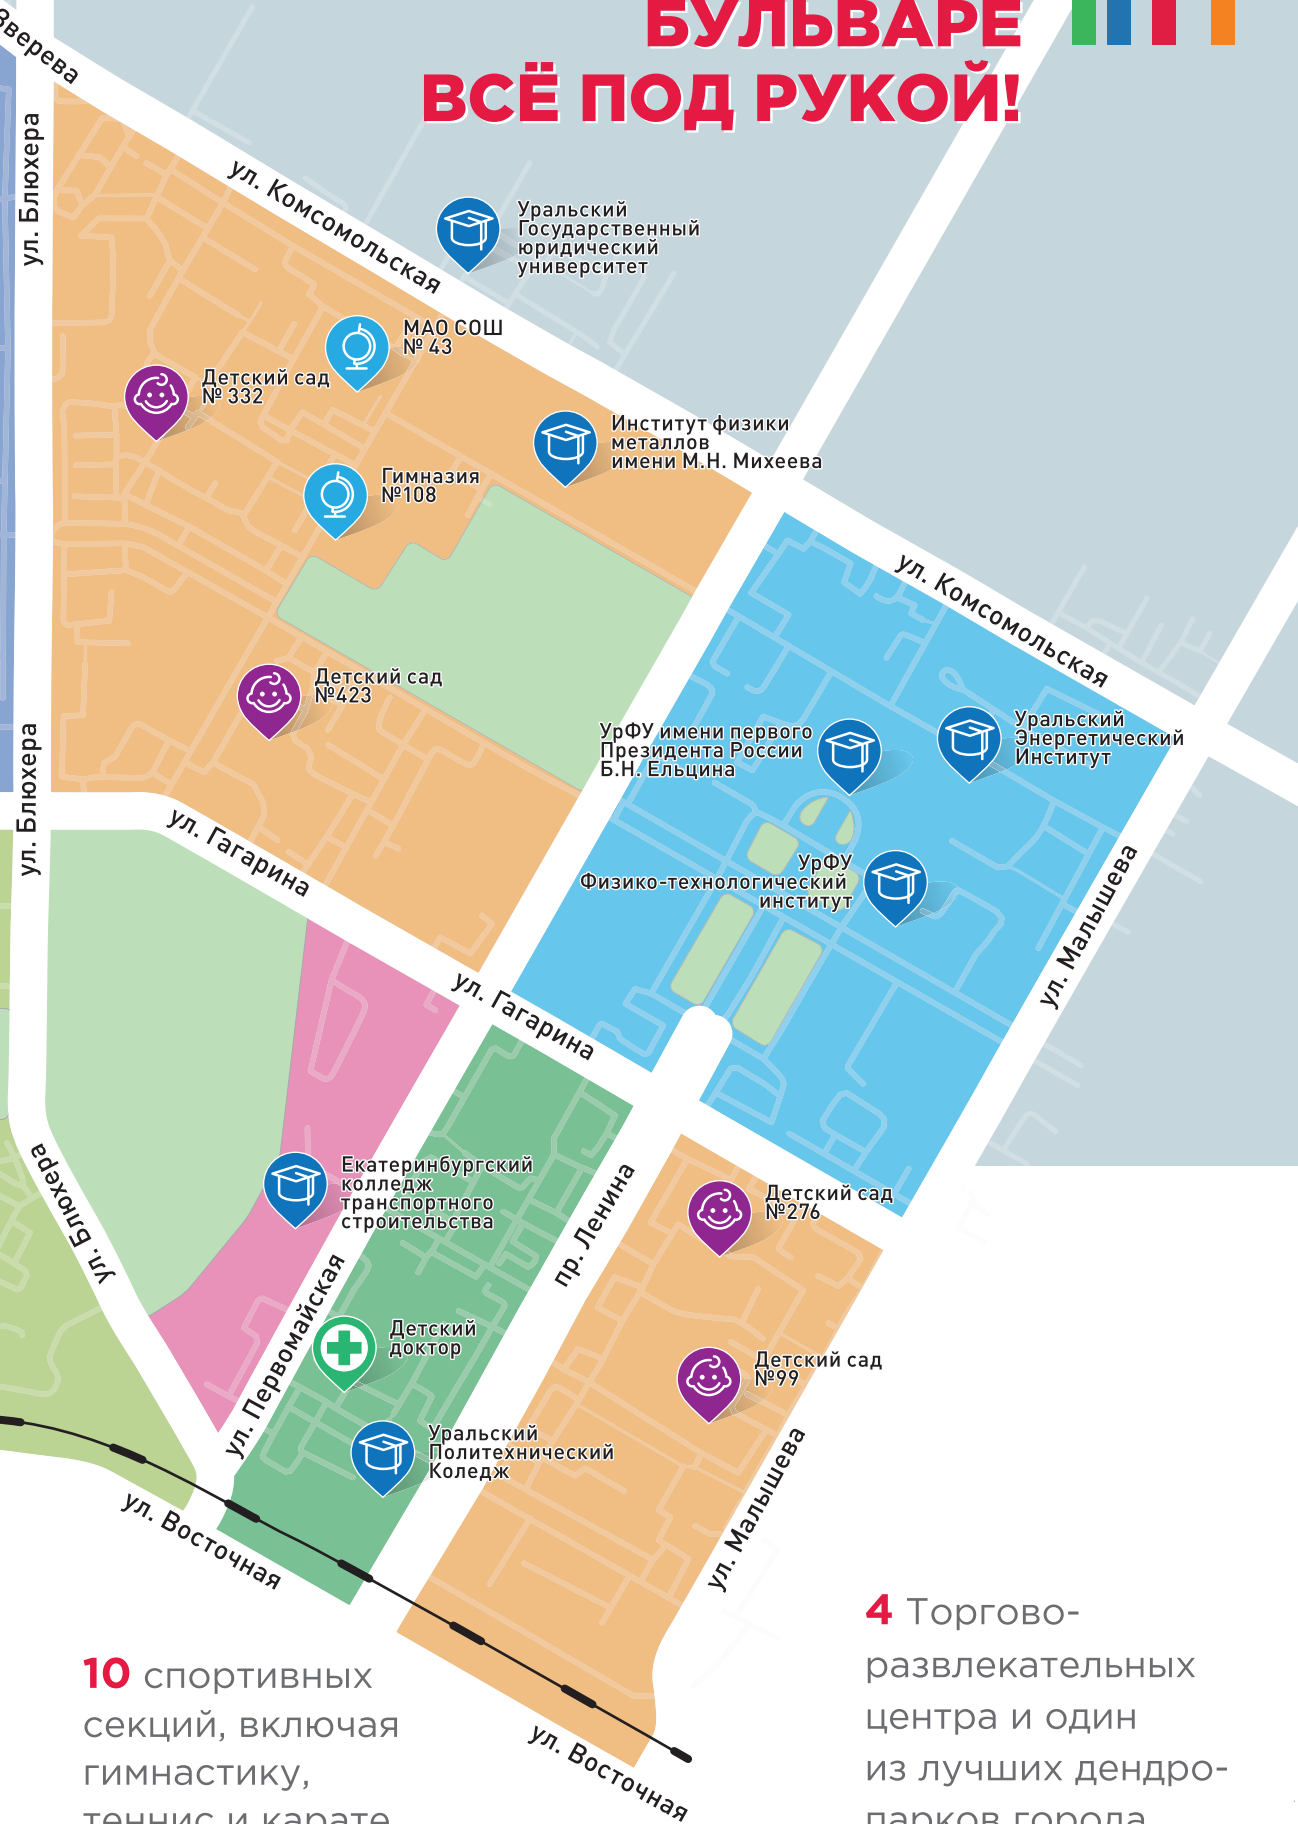 БУЛЬВАРЕ
ВСЁ ПОД РУКОЙ!
Зверева
ул. Блюхера
ул. Комсомольская
Уральский
Государственный
юридический
университет
МАО СОШ
№ 43
Детский сад
№ 332
Институт физики
металлов
имени М.Н. Михеева
Гимназия
№108
ул. Комсомольская
Детский сад
№423
УрФУ имени первого
Президента России
Б.Н. Ельцина
Уральский
Энергетический
Институт
ул. Блюхера
ул. Гагарина
УрФУ
Физико-технологический
институт
ул. Малышева
ул. Гагарина
ул. Блюхера
Екатеринбургский
колледж
транспортного
строительства
пр. Ленина
Детский сад
№276
ул. Первомайская
Детский
доктор
Детский сад
№99
Уральский
Политехнический
Коледж
ул. Малышева
ул. Восточная
ул. Восточная
10 спортивных
секций, включая
гимнастику,
теннис и карате
4 Торгово-
развлекательных
центра и один
из лучших дендро-
парков города